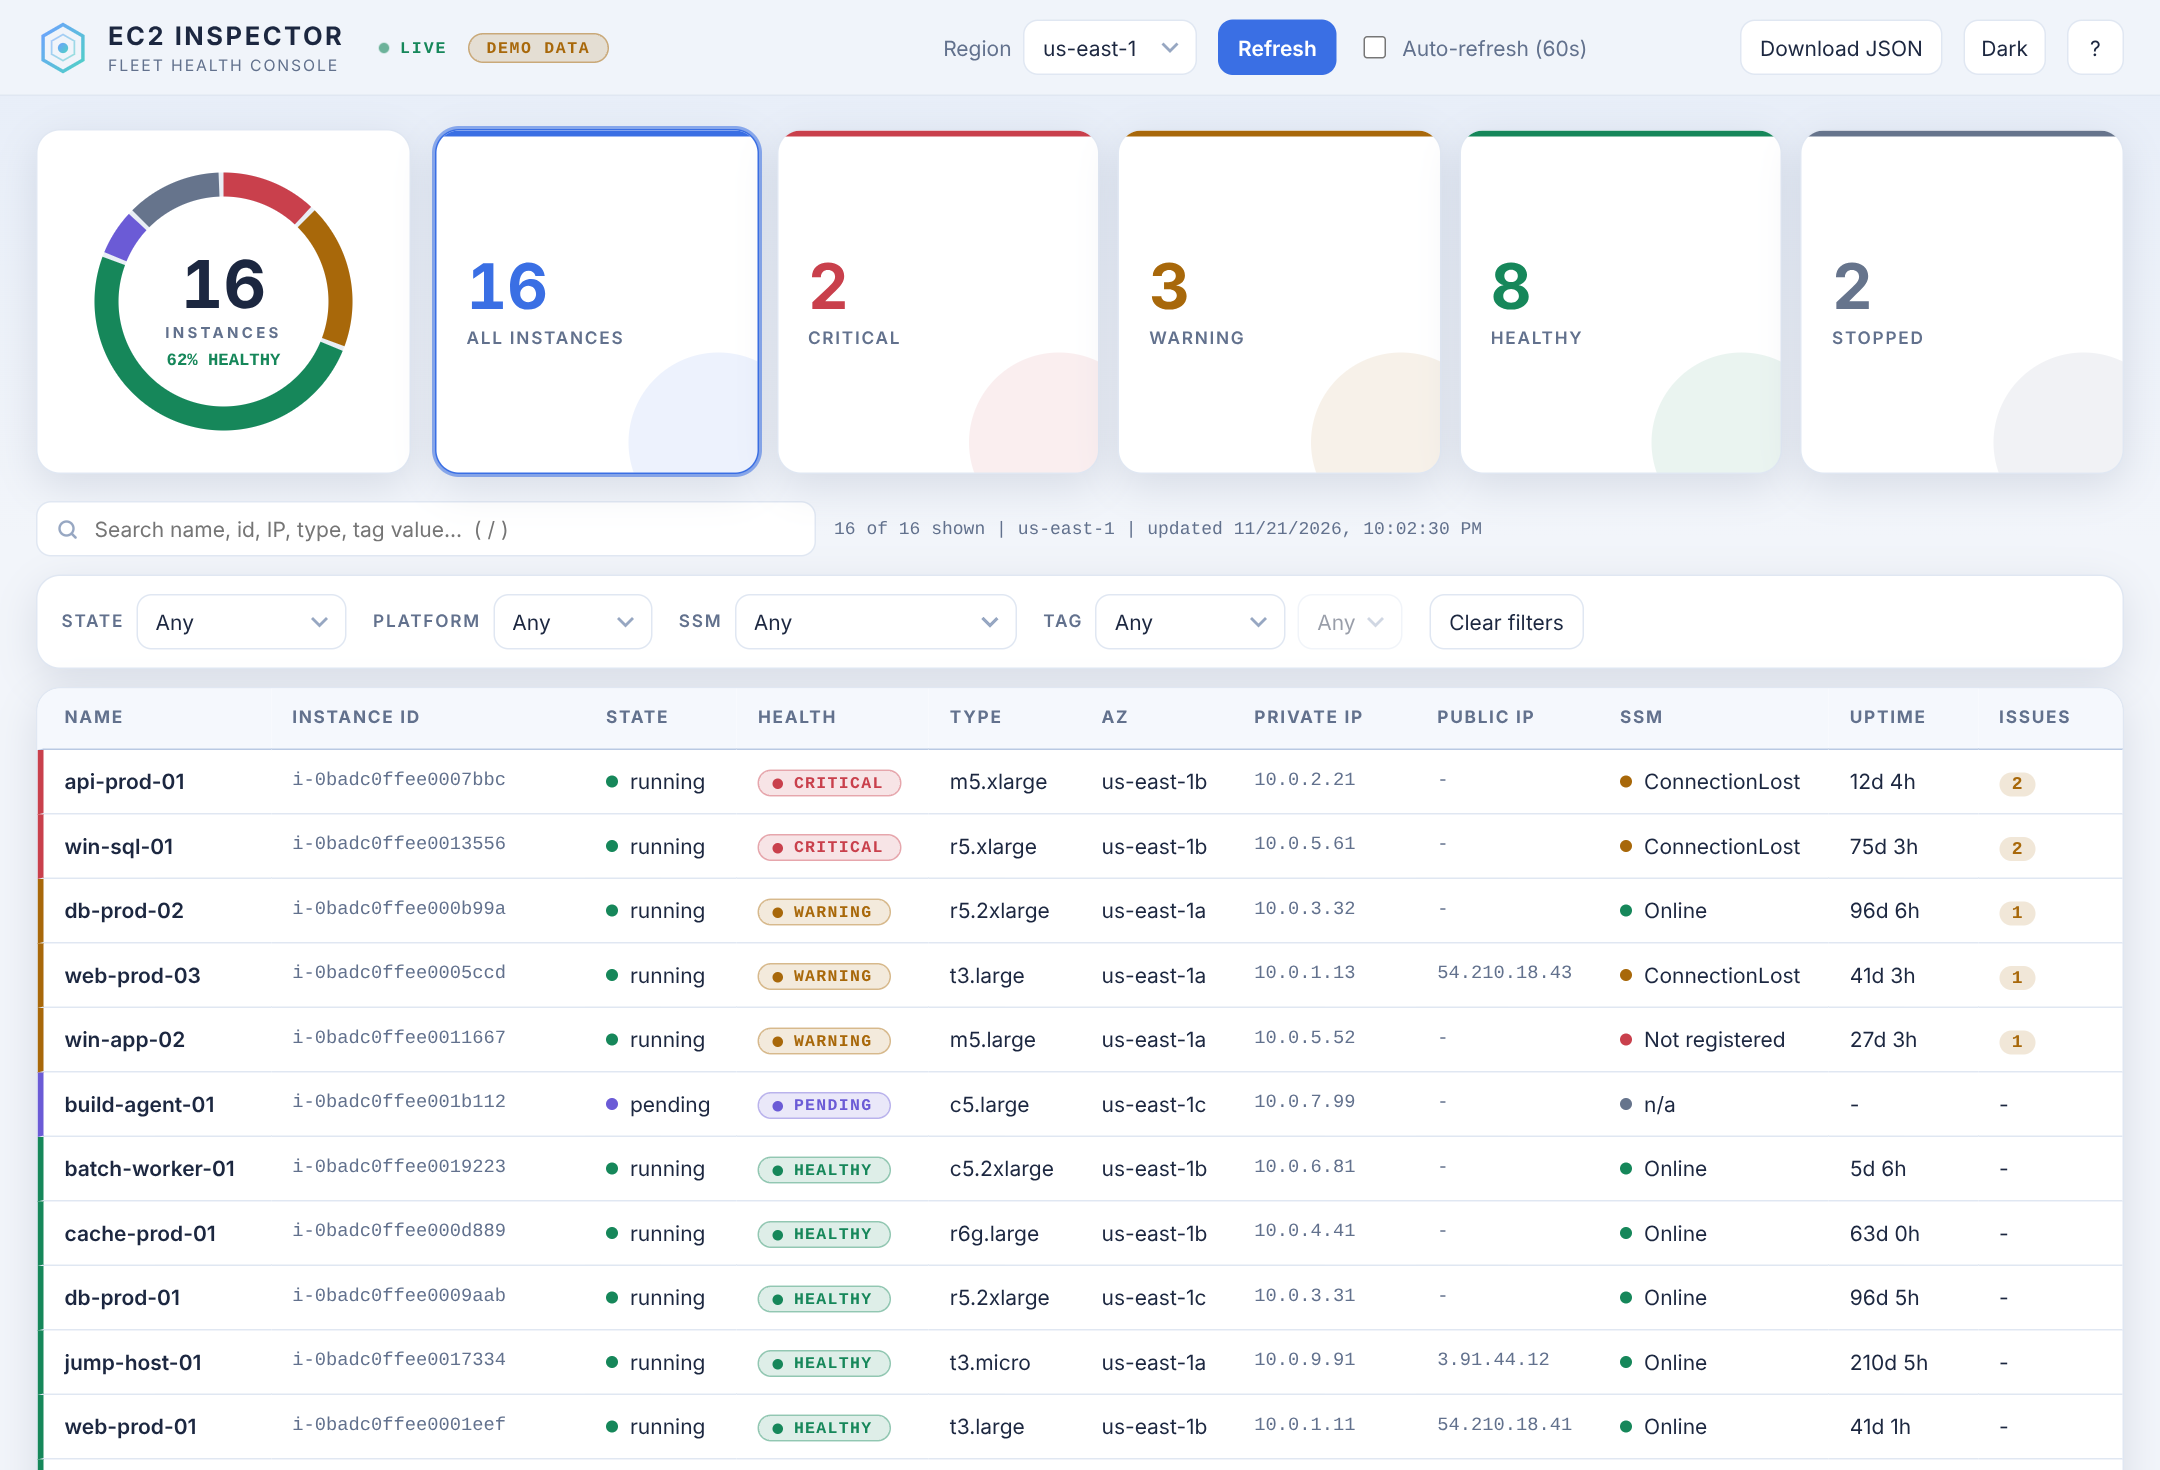 EC2 INSPECTOR
FLEET HEALTH CONSOLE
LIVE
DEMO DATA
Region
us-east-1
Refresh
Auto-refresh (60s)
Download JSON
Dark
?
16
INSTANCES
62% HEALTHY
16
ALL INSTANCES
2
CRITICAL
3
WARNING
8
HEALTHY
2
STOPPED
Search name, id, IP, type, tag value... ( / )
16 of 16 shown | us-east-1 | updated 11/21/2026, 10:02:30 PM
STATE Any PLATFORM Any SSM Any TAG Any Any Clear filters
NAME INSTANCE ID STATE HEALTH TYPE AZ PRIVATE IP PUBLIC IP SSM UPTIME ISSUES
api-prod-01 i-0badc0ffee0007bbc running CRITICAL m5.xlarge us-east-1b 10.0.2.21 - ConnectionLost 12d 4h 2
win-sql-01 i-0badc0ffee0013556 running CRITICAL r5.xlarge us-east-1b 10.0.5.61 - ConnectionLost 75d 3h 2
db-prod-02 i-0badc0ffee000b99a running WARNING r5.2xlarge us-east-1a 10.0.3.32 - Online 96d 6h 1
web-prod-03 i-0badc0ffee0005ccd running WARNING t3.large us-east-1a 10.0.1.13 54.210.18.43 ConnectionLost 41d 3h 1
win-app-02 i-0badc0ffee0011667 running WARNING m5.large us-east-1a 10.0.5.52 - Not registered 27d 3h 1
build-agent-01 i-0badc0ffee001b112 pending PENDING c5.large us-east-1c 10.0.7.99 - n/a - -
batch-worker-01 i-0badc0ffee0019223 running HEALTHY c5.2xlarge us-east-1b 10.0.6.81 - Online 5d 6h -
cache-prod-01 i-0badc0ffee000d889 running HEALTHY r6g.large us-east-1b 10.0.4.41 - Online 63d 0h -
db-prod-01 i-0badc0ffee0009aab running HEALTHY r5.2xlarge us-east-1c 10.0.3.31 - Online 96d 5h -
jump-host-01 i-0badc0ffee0017334 running HEALTHY t3.micro us-east-1a 10.0.9.91 3.91.44.12 Online 210d 5h -
web-prod-01 i-0badc0ffee0001eef running HEALTHY t3.large us-east-1b 10.0.1.11 54.210.18.41 Online 41d 1h -